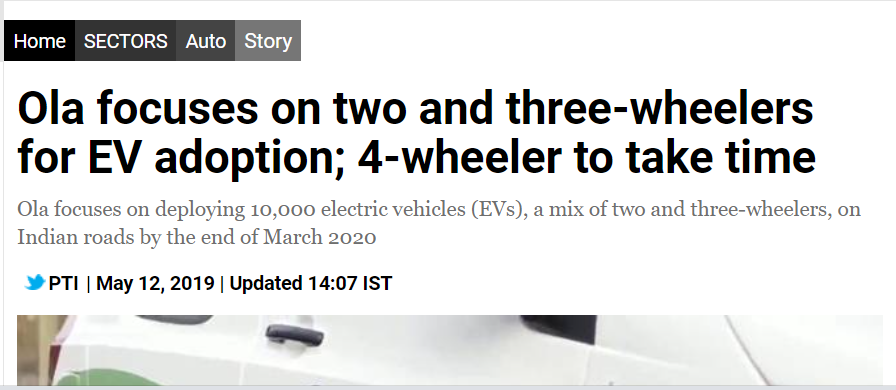 Home SECTORS Auto Story
Ola focuses on two and three-wheelers
for EV adoption; 4-wheeler to take time
Ola focuses on deploying 10,000 electric vehicles (EVs), a mix of two and three-wheelers, on
Indian roads by the end of March 2020
PTI | May 12, 2019 | Updated 14:07 IST